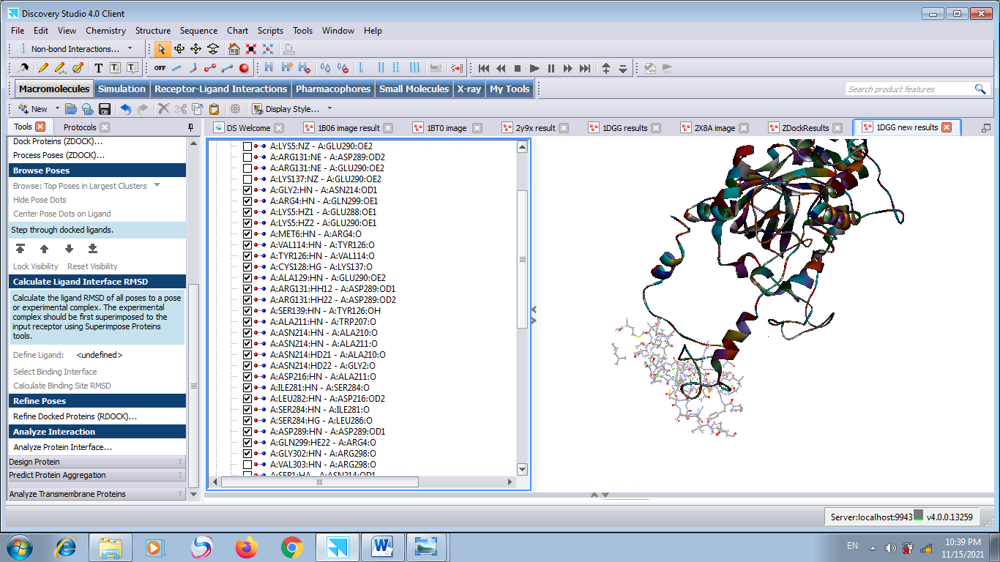 Discovery Studio 4.0 Client
File Edit View Chemistry Structure Sequence Chart Scripts Tools Window Help
Non-bond Interactions...
OFF
Macromolecules Simulation Receptor-Ligand Interactions Pharmacophores Small Molecules X-ray My Tools Search product features
New Display Style...
Tools Protocols DS Welcome 1B06 image result 1BT0 image 2y9x result 1DGG results 2X8A image ZDockResults 1DGG new results
Dock Proteins (ZDOCK)...
Process Poses (ZDOCK)...
Browse Poses
Browse: Top Poses in Largest Clusters
Hide Pose Dots
Center Pose Dots on Ligand
Step through docked ligands.
Lock Visibility Reset Visibility
Calculate Ligand Interface RMSD
Calculate the ligand RMSD of all poses to a pose
or experimental complex. The experimental
complex should be first superimposed to the
input receptor using Superimpose Proteins
tools.
Define Ligand: <undefined>
Select Binding Interface
Calculate Binding Site RMSD
Refine Poses
Refine Docked Proteins (RDOCK)...
Analyze Interaction
Analyze Protein Interface...
Design Protein ?
Predict Protein Aggregation ?
Analyze Transmembrane Proteins ?
A:LYS5:NZ - A:GLU290:OE2
A:ARG131:NE - A:ASP289:OD2
A:ARG131:NE - A:GLU290:OE2
A:LYS137:NZ - A:GLU290:OE2
A:GLY2:HN - A:ASN214:OD1
A:ARG4:HN - A:GLN299:OE1
A:LYS5:HZ1 - A:GLU288:OE1
A:LYS5:HZ2 - A:GLU290:OE1
A:MET6:HN - A:ARG4:O
A:VAL114:HN - A:TYR126:O
A:TYR126:HN - A:VAL114:O
A:CYS128:HG - A:LYS137:O
A:ALA129:HN - A:GLU290:OE2
A:ARG131:HH12 - A:ASP289:OD1
A:ARG131:HH22 - A:ASP289:OD2
A:SER139:HN - A:TYR126:OH
A:ALA211:HN - A:TRP207:O
A:ASN214:HN - A:ALA210:O
A:ASN214:HN - A:ALA211:O
A:ASN214:HD21 - A:ALA210:O
A:ASN214:HD22 - A:GLY2:O
A:ASP216:HN - A:ALA211:O
A:ILE281:HN - A:SER284:O
A:LEU282:HN - A:ASP216:OD2
A:SER284:HN - A:ILE281:O
A:SER284:HG - A:LEU286:O
A:ASP289:HN - A:ASP289:OD1
A:GLN299:HE22 - A:ARG4:O
A:GLY302:HN - A:ARG298:O
A:VAL303:HN - A:ARG298:O
A:SER1:HA - A:ASN214:OD1
Server:localhost:9943 v4.0.0.13259
EN 10:39 PM
11/15/2021